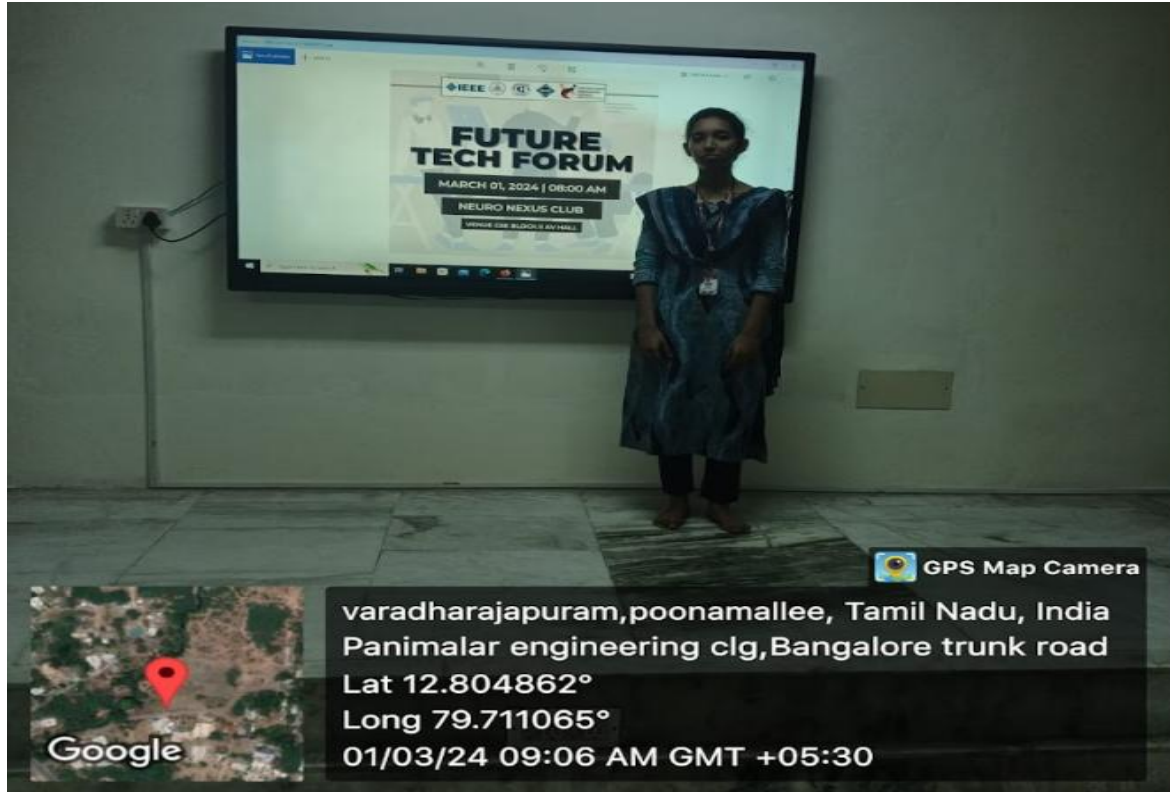 IEEE
FUTURE
TECH FORUM
MARCH 01, 2024 | 08:00 AM
NEURO NEXUS CLUB
GPS Map Camera
varadharajapuram,poonamallee, Tamil Nadu, India
Panimalar engineering clg,Bangalore trunk road
Lat 12.804862°
Long 79.711065°
01/03/24 09:06 AM GMT +05:30
Google